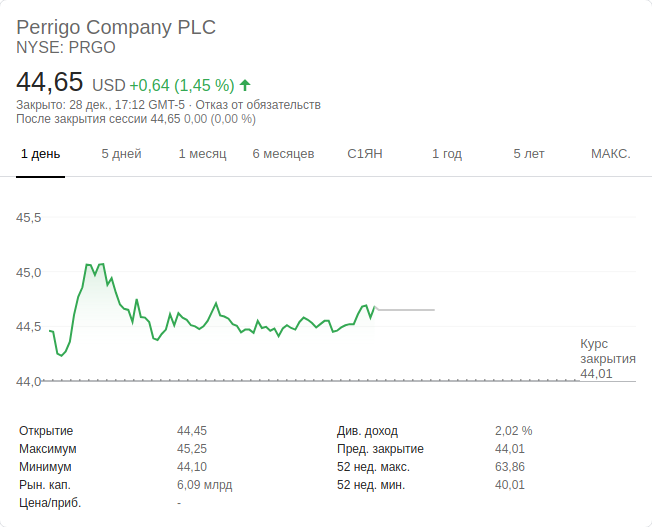 Perrigo Company PLC
NYSE: PRGO
44,65 USD +0,64 (1,45 %)
Закрыто: 28 дек., 17:12 GMT-5 · Отказ от обязательств
После закрытия сессии 44,65 0,00 (0,00 %)
1 день 5 дней 1 месяц 6 месяцев С1ЯН 1 год 5 лет МАКС.
45,5
45,0
44,5
44,0
Курс
закрытия
44,01
Открытие 44,45 Див. доход 2,02 %
Максимум 45,25 Пред. закрытие 44,01
Минимум 44,10 52 нед. макс. 63,86
Рын. кап. 6,09 млрд 52 нед. мин. 40,01
Цена/приб. -